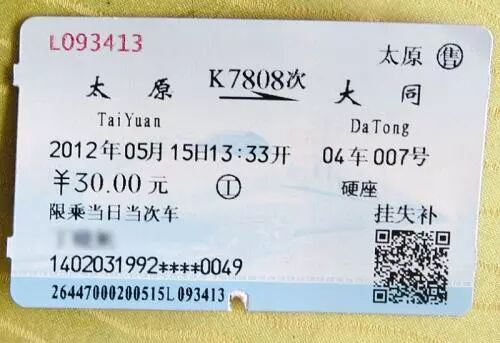 L093413
太原 售
太原 K7808次 大同
TaiYuan DaTong
2012年05月15日13:33开 04车007号
￥30.00元 工 硬座
限乘当日当次车 挂失补
1402031992****0049
26447000200515L093413